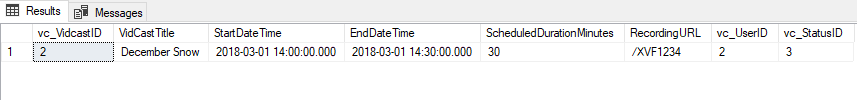 Results Messages
vc_VidcastID VidCastTitle StartDateTime EndDateTime ScheduledDurationMinutes RecordingURL vc_UserID vc_StatusID
1 2 December Snow 2018-03-01 14:00:00.000 2018-03-01 14:30:00.000 30 /XVF1234 2 3